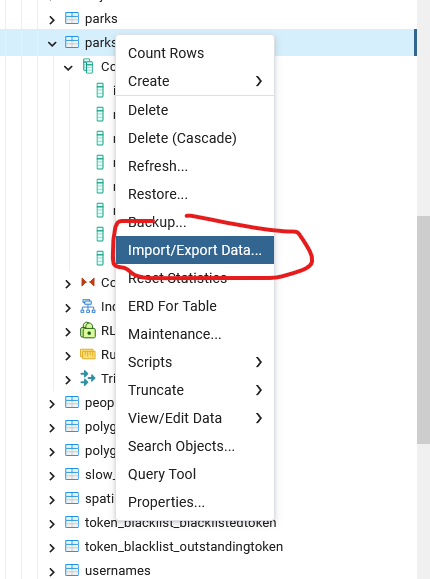 parks
parks
Count Rows
Create
Delete
Delete (Cascade)
Refresh...
Restore...
Backup...
Import/Export Data...
Reset Statistics
ERD For Table
Maintenance...
Scripts
Truncate
View/Edit Data
Search Objects...
Query Tool
Properties...
Co
Co
Ind
RL
Ru
Tri
peop
polyg
polyg
slow_
spati
token_blacklist_blacklistedtoken
token_blacklist_outstandingtoken
usernames